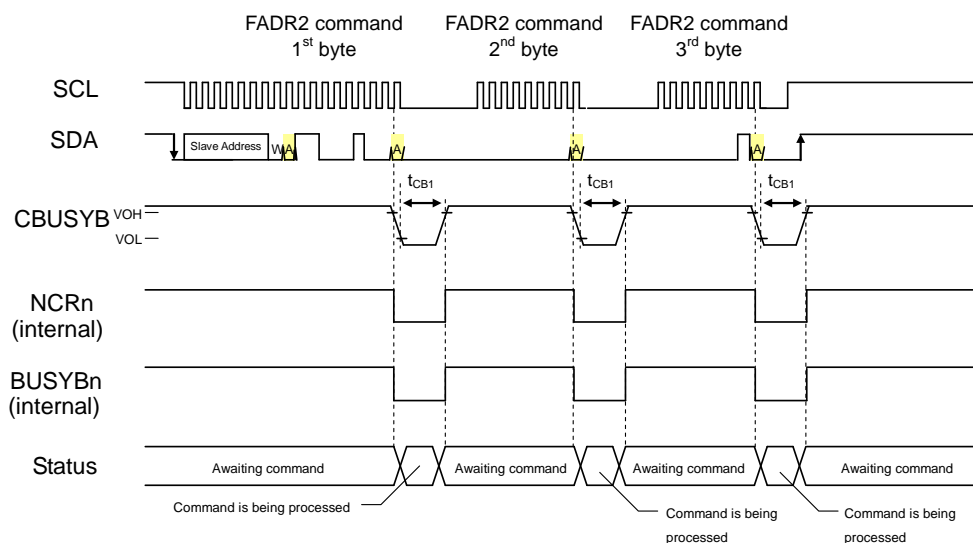 FADR2 command
1st byte
FADR2 command
2nd byte
FADR2 command
3rd byte
SCL
SDA
Slave Address
W
A
A
A
A
tCB1
tCB1
tCB1
CBUSYB
VOH
VOL
NCRn
(internal)
BUSYBn
(internal)
Status
Awaiting command
Awaiting command
Awaiting command
Awaiting command
Command is being processed
Command is being
processed
Command is being
processed